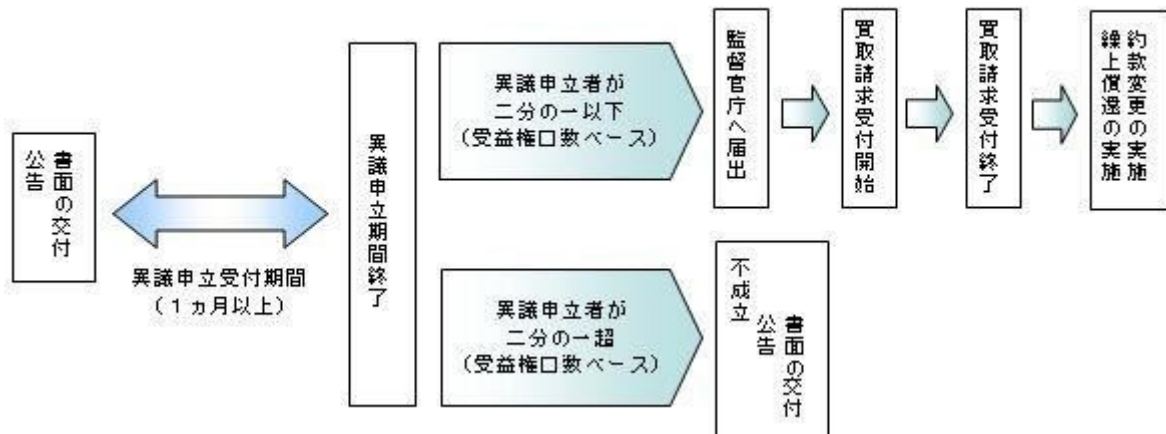 書面の交付
公告
異議申立受付期間
(1ヵ月以上)
異議申立期間終了
異議申立者が
二分の一以下
(受益権口数ベース)
監督官庁へ届出
買取請求受付開始
買取請求受付終了
約款変更の実施
繰上償還の実施
異議申立者が
二分の一超
(受益権口数ベース)
不成立
書面の交付
公告